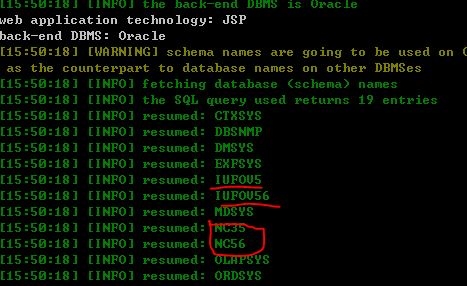 [15:50:18] [INFO] the back-end DBMS is Oracle
web application technology: JSP
back-end DBMS: Oracle
[15:50:18] [WARNING] schema names are going to be used on
as the counterpart to database names on other DBMSes
[15:50:18] [INFO] fetching database (schema) names
[15:50:18] [INFO] the SQL query used returns 19 entries
[15:50:18] [INFO] resumed: CTXSYS
[15:50:18] [INFO] resumed: DBSNMP
[15:50:18] [INFO] resumed: DMSYS
[15:50:18] [INFO] resumed: EXFSYS
[15:50:18] [INFO] resumed: IUFOV5
[15:50:18] [INFO] resumed: IUFOV56
[15:50:18] [INFO] resumed: MDSYS
[15:50:18] [INFO] resumed: NC35
[15:50:18] [INFO] resumed: NC56
[15:50:18] [INFO] resumed: OLAPSYS
[15:50:18] [INFO] resumed: ORDSYS